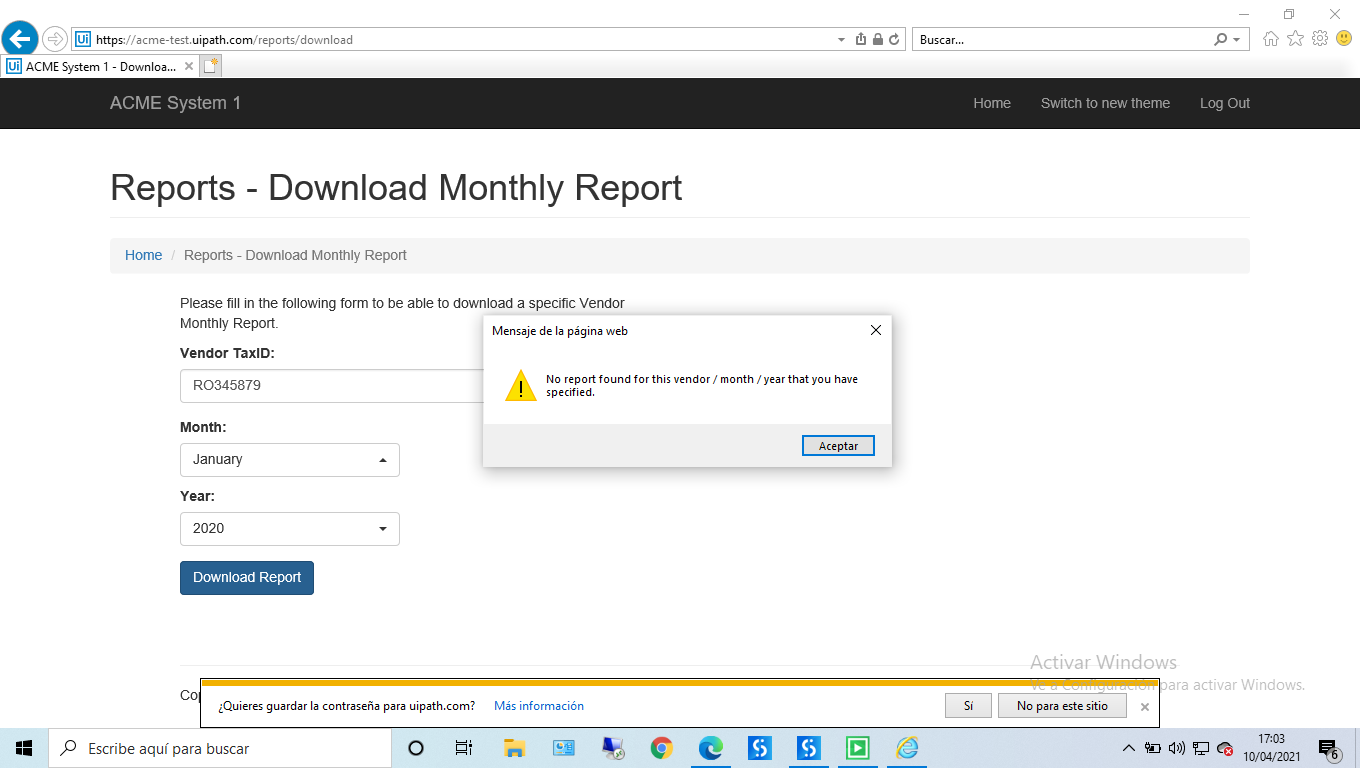 https://acme-test.uipath.com/reports/download
Buscar...
ACME System 1 - Downloa...
ACME System 1
Home
Switch to new theme
Log Out
Reports - Download Monthly Report
Home / Reports - Download Monthly Report
Please fill in the following form to be able to download a specific Vendor
Monthly Report.
Vendor TaxID:
RO345879
Month:
January
Year:
2020
Download Report
Mensaje de la página web
No report found for this vendor / month / year that you have
specified.
Aceptar
Activar Windows
Ve a Configuración para activar Windows.
¿Quieres guardar la contraseña para uipath.com?
Más información
Sí
No para este sitio
Escribe aquí para buscar
17:03
10/04/2021
6